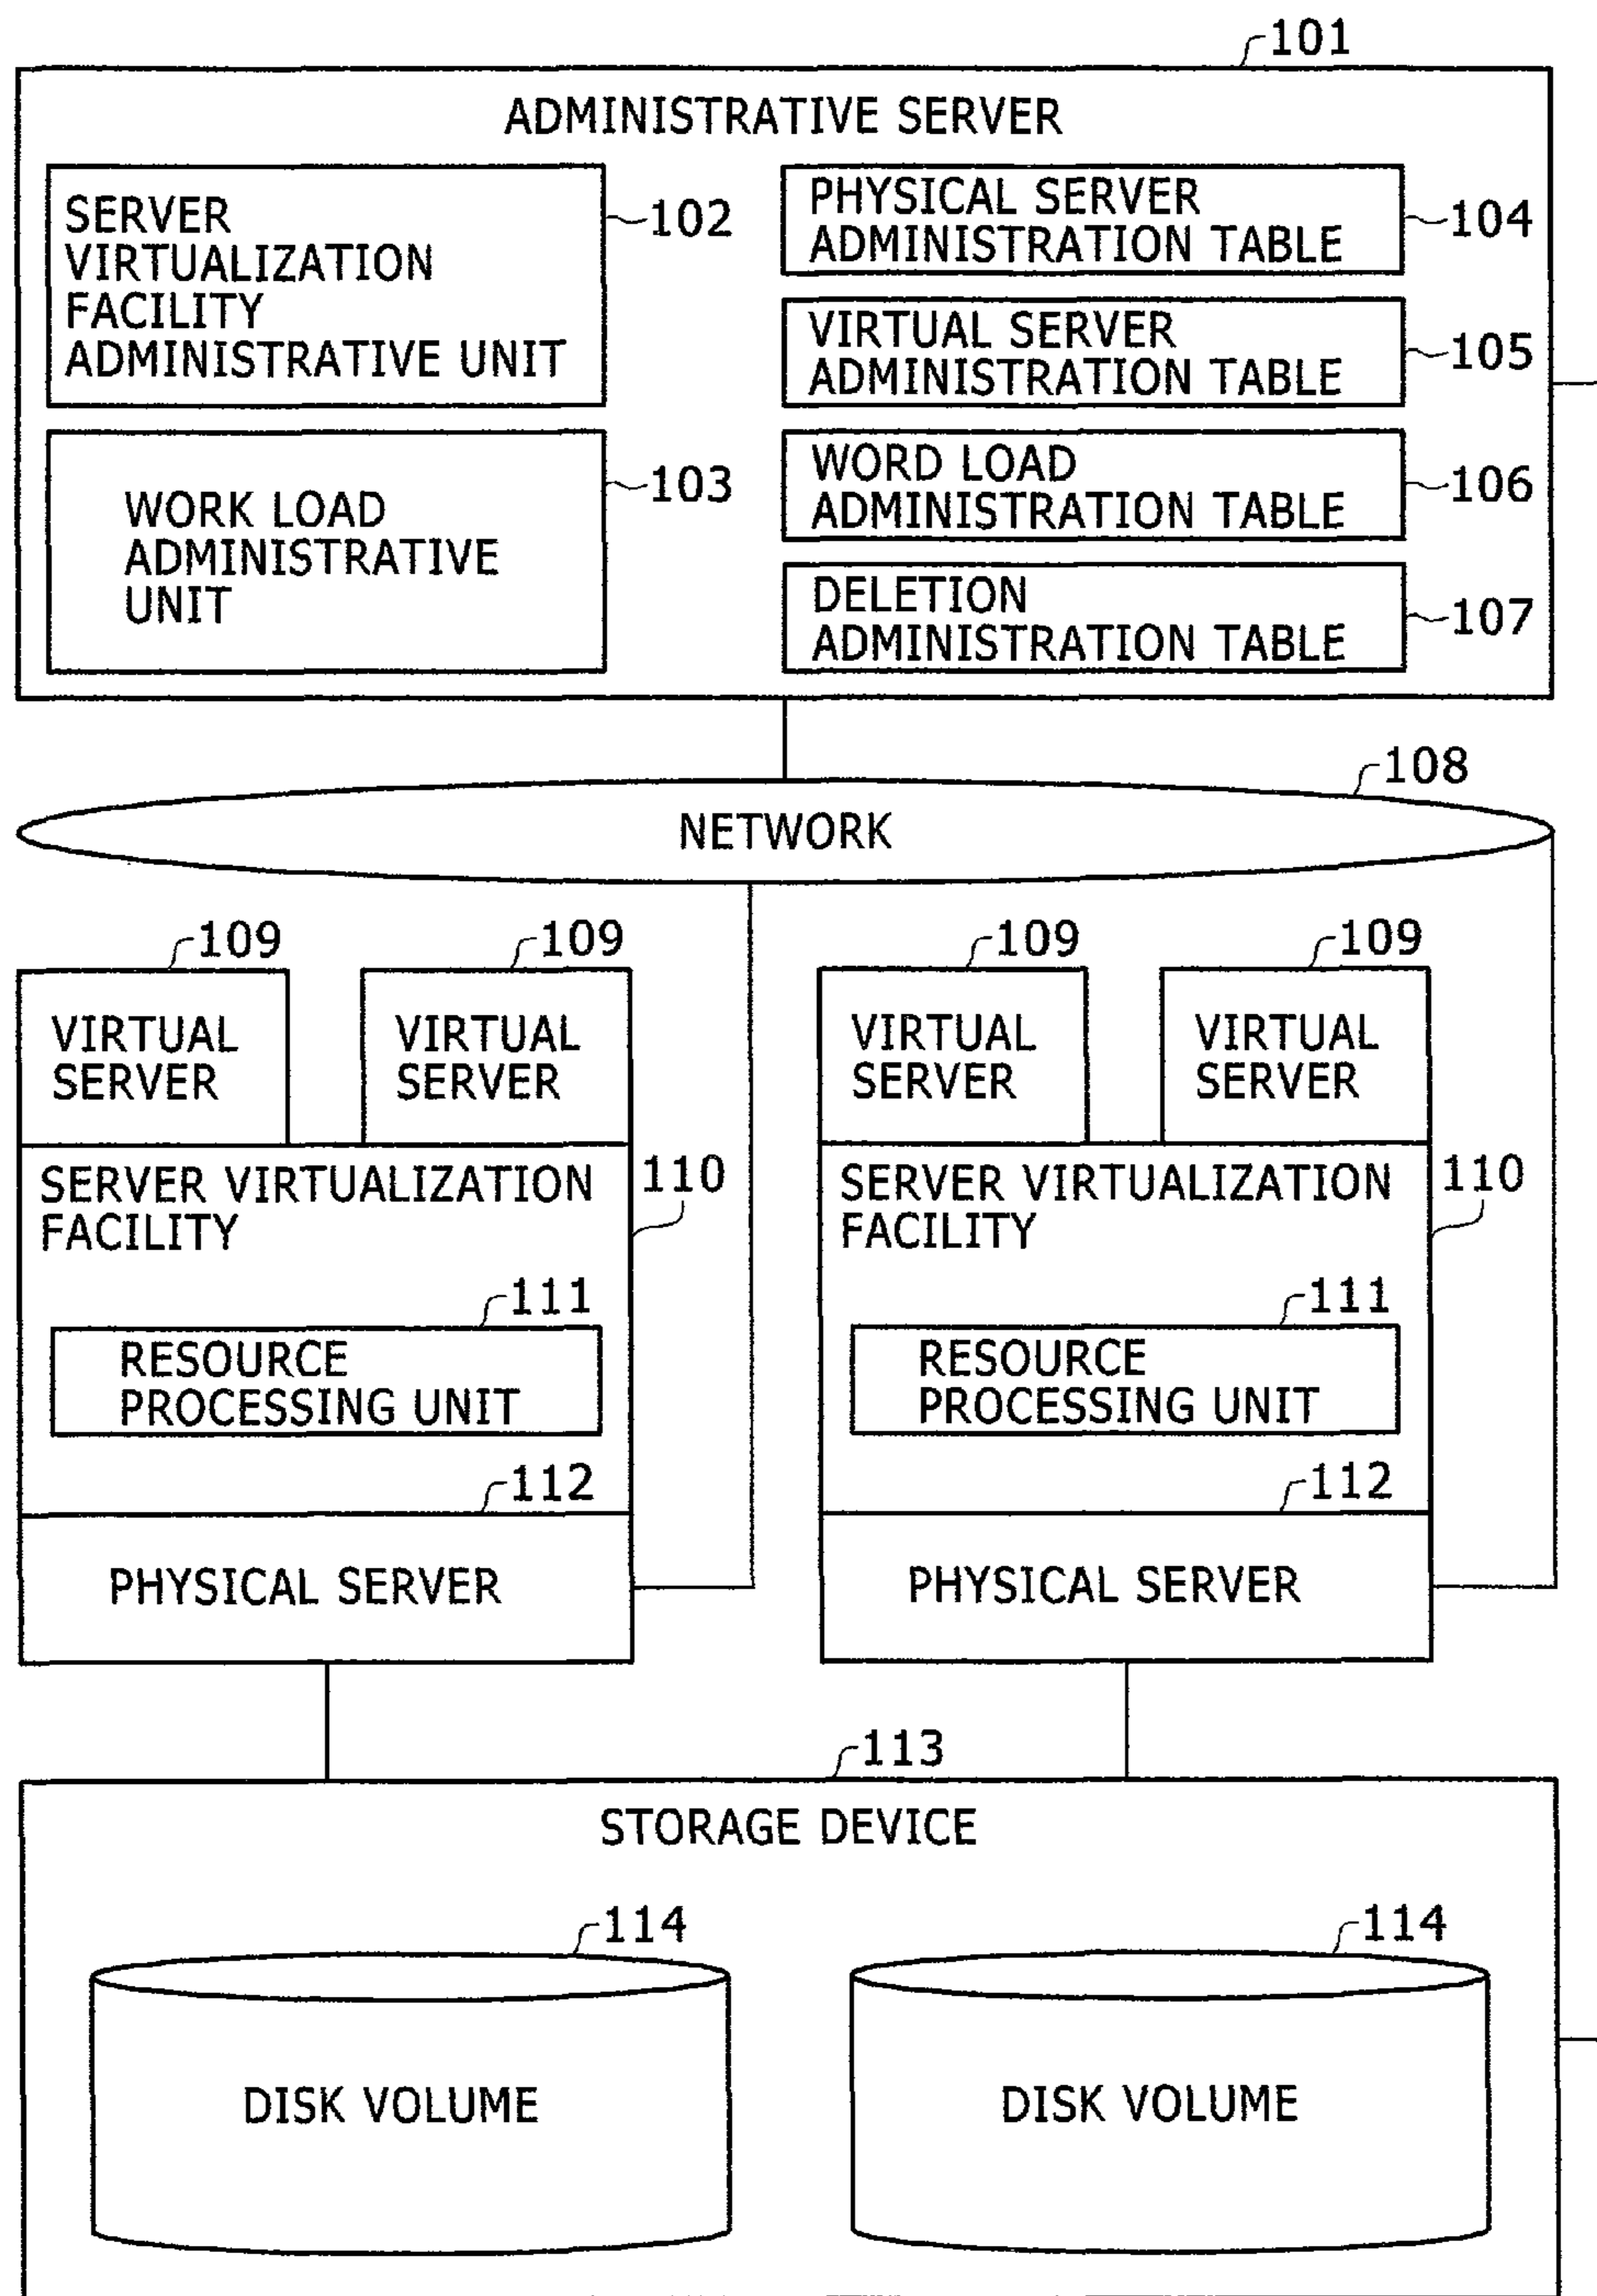 101
ADMINISTRATIVE SERVER
SERVER
VIRTUALIZATION
FACILITY
ADMINISTRATIVE UNIT
102
PHYSICAL SERVER
ADMINISTRATION TABLE
104
VIRTUAL SERVER
ADMINISTRATION TABLE
105
WORK LOAD
ADMINISTRATIVE
UNIT
103
WORD LOAD
ADMINISTRATION TABLE
106
DELETION
ADMINISTRATION TABLE
107
108
NETWORK
109
109
109
109
VIRTUAL
SERVER
VIRTUAL
SERVER
VIRTUAL
SERVER
VIRTUAL
SERVER
SERVER VIRTUALIZATION
FACILITY
110
SERVER VIRTUALIZATION
FACILITY
110
111
RESOURCE
PROCESSING UNIT
111
RESOURCE
PROCESSING UNIT
112
PHYSICAL SERVER
112
PHYSICAL SERVER
113
STORAGE DEVICE
114
DISK VOLUME
114
DISK VOLUME